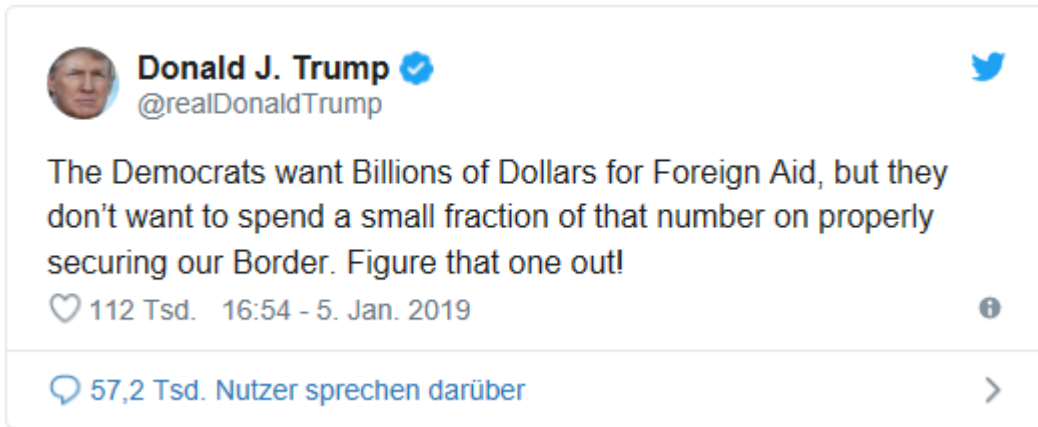 Donald J. Trump
@realDonaldTrump
The Democrats want Billions of Dollars for Foreign Aid, but they
don’t want to spend a small fraction of that number on properly
securing our Border. Figure that one out!
112 Tsd. 16:54 - 5. Jan. 2019
57,2 Tsd. Nutzer sprechen darüber